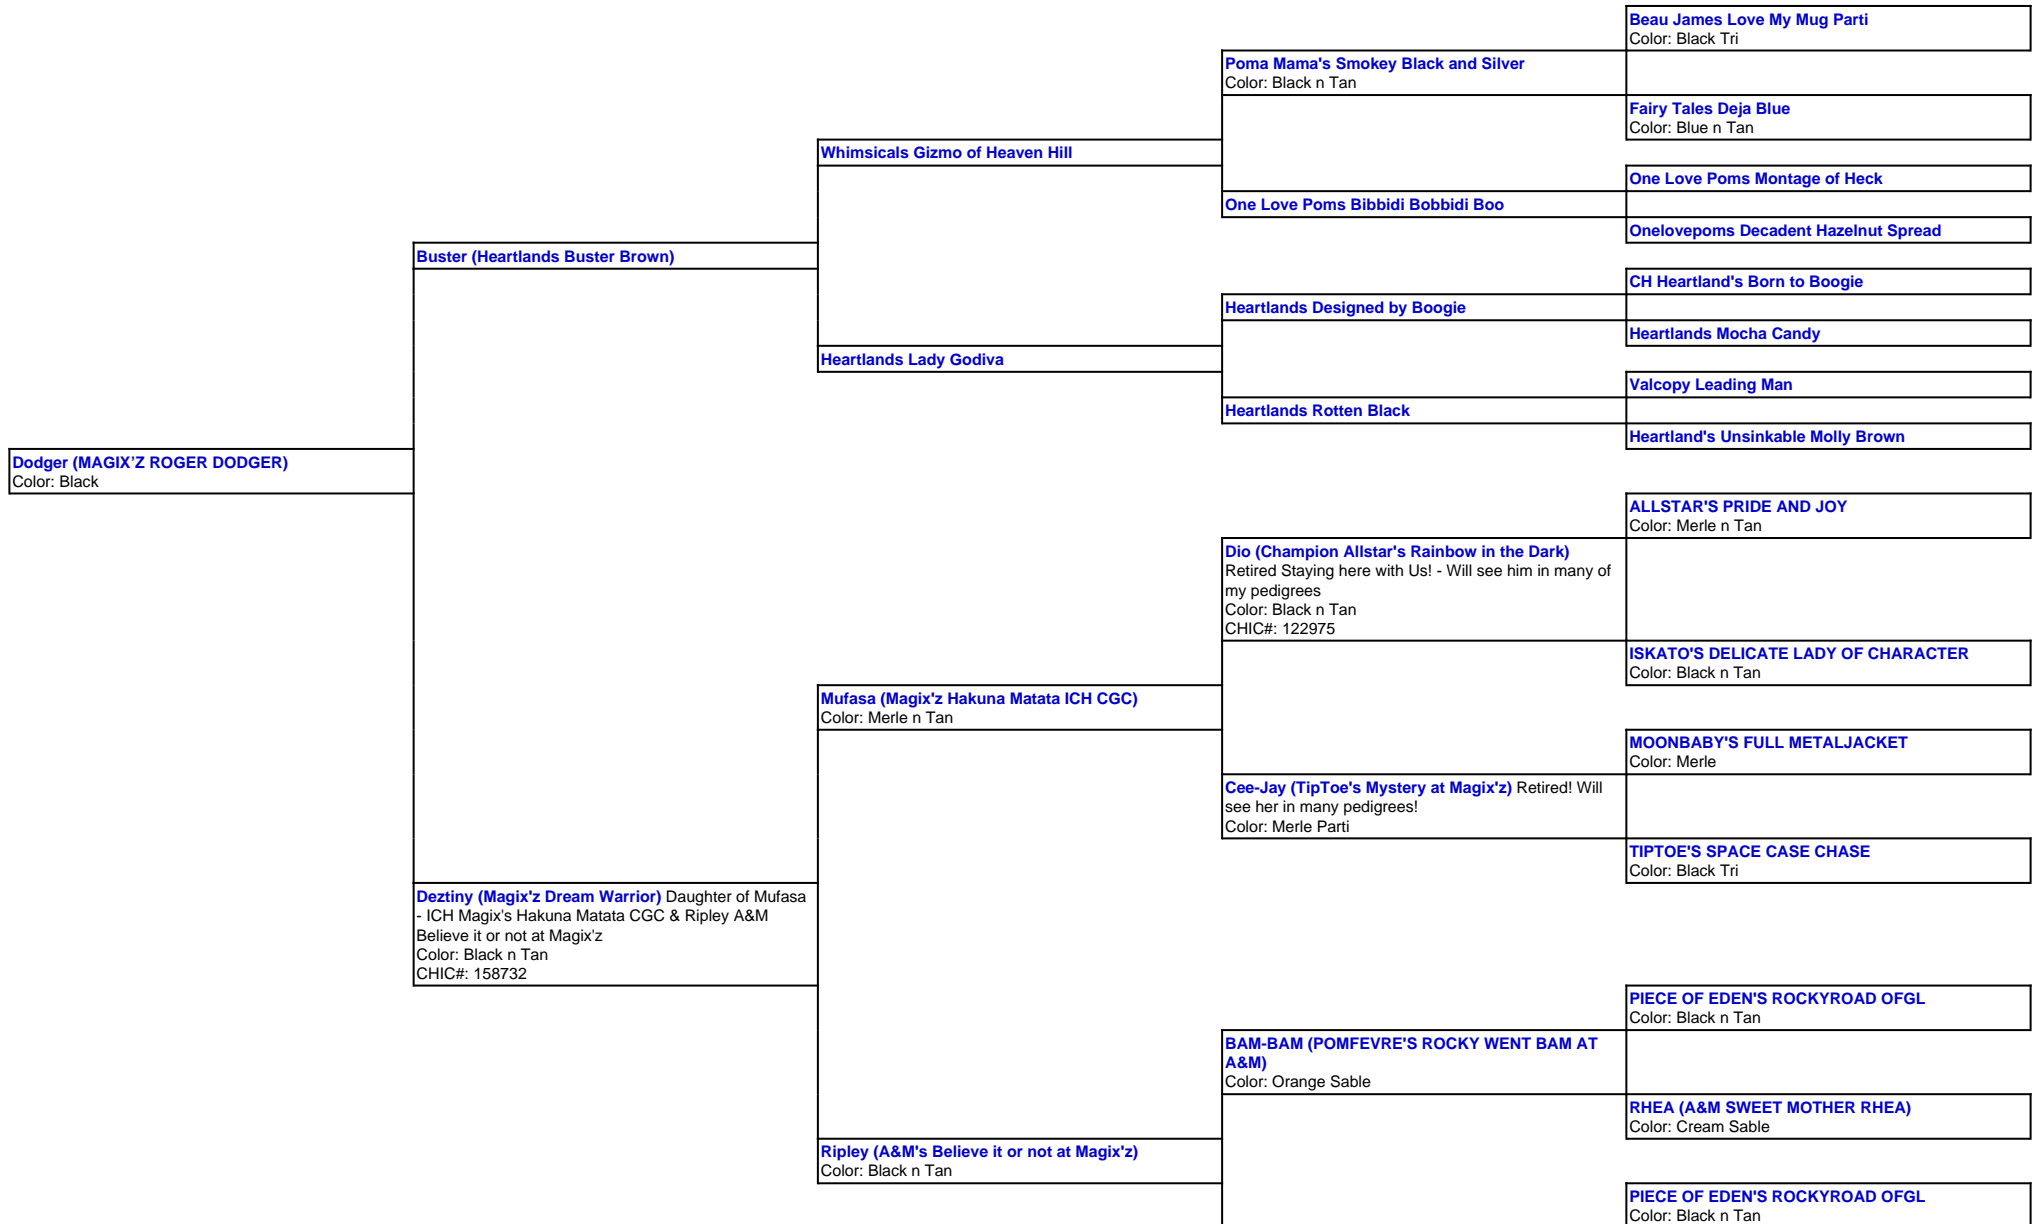 Beau James Love My Mug Parti
Color: Black Tri
Poma Mama's Smokey Black and Silver
Color: Black n Tan
Fairy Tales Deja Blue
Color: Blue n Tan
Whimsicals Gizmo of Heaven Hill
One Love Poms Montage of Heck
One Love Poms Bibbidi Bobbidi Boo
Onelovepoms Decadent Hazelnut Spread
Buster (Heartlands Buster Brown)
CH Heartland's Born to Boogie
Heartlands Designed by Boogie
Heartlands Mocha Candy
Heartlands Lady Godiva
Valcopy Leading Man
Heartlands Rotten Black
Heartland's Unsinkable Molly Brown
Dodger (MAGIX’Z ROGER DODGER)
Color: Black
ALLSTAR'S PRIDE AND JOY
Color: Merle n Tan
Dio (Champion Allstar's Rainbow in the Dark)
Retired Staying here with Us! - Will see him in many of
my pedigrees
Color: Black n Tan
CHIC#: 122975
ISKATO'S DELICATE LADY OF CHARACTER
Color: Black n Tan
Mufasa (Magix'z Hakuna Matata ICH CGC)
Color: Merle n Tan
MOONBABY'S FULL METALJACKET
Color: Merle
Cee-Jay (TipToe's Mystery at Magix'z) Retired! Will
see her in many pedigrees!
Color: Merle Parti
TIPTOE'S SPACE CASE CHASE
Color: Black Tri
Deztiny (Magix'z Dream Warrior) Daughter of Mufasa
- ICH Magix's Hakuna Matata CGC & Ripley A&M
Believe it or not at Magix'z
Color: Black n Tan
CHIC#: 158732
PIECE OF EDEN'S ROCKYROAD OFGL
Color: Black n Tan
BAM-BAM (POMFEVRE'S ROCKY WENT BAM AT
A&M)
Color: Orange Sable
RHEA (A&M SWEET MOTHER RHEA)
Color: Cream Sable
Ripley (A&M's Believe it or not at Magix'z)
Color: Black n Tan
PIECE OF EDEN'S ROCKYROAD OFGL
Color: Black n Tan